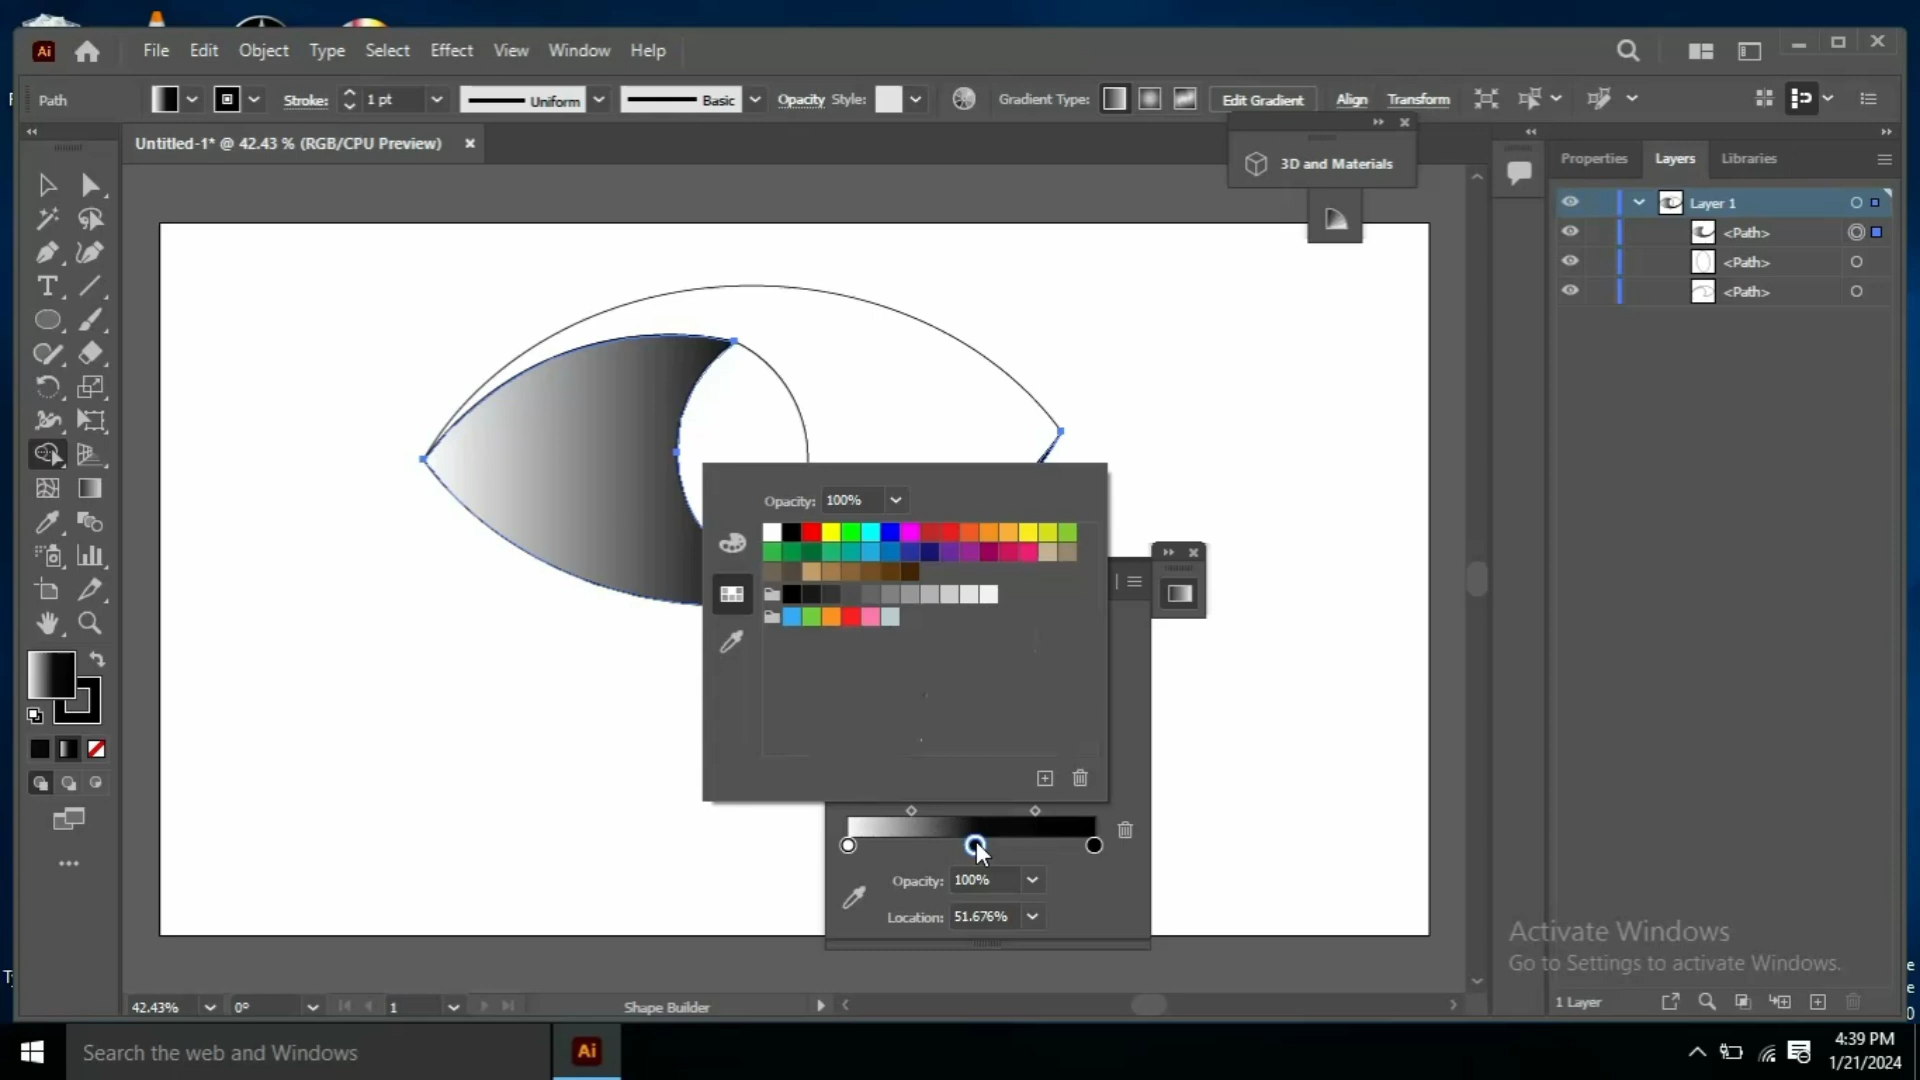 Ai File Edit Object Type Select Effect View Window Help
Path Stroke: 1 pt Uniform Basic Opacity Style: Gradient Type: Edit Gradient Align Transform
Untitled-1* @ 42.43 % (RGB/CPU Preview)
3D and Materials
Properties Layers Libraries
Layer 1
<Path>
<Path>
<Path>
Opacity: 100%
Opacity: 100%
Location: 51.676%
Activate Windows
Go to Settings to activate Windows.
42.43% 0° 1 Shape Builder
1 Layer
Search the web and Windows
Ai
4:39 PM
1/21/2024